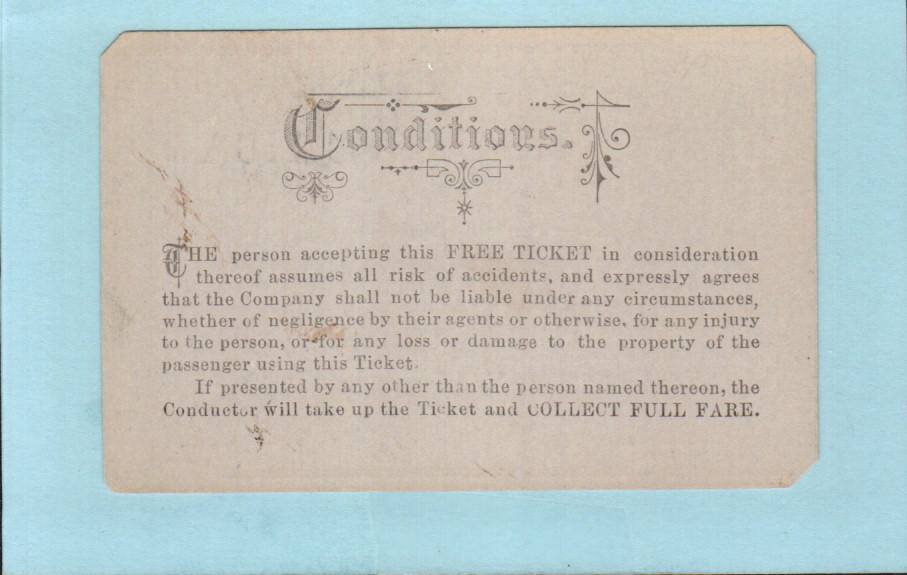 Conditions.
THE person accepting this FREE TICKET in consideration
thereof assumes all risk of accidents, and expressly agrees
that the Company shall not be liable under any circumstances,
whether of negligence by their agents or otherwise, for any injury
to the person, or for any loss or damage to the property of the
passenger using this Ticket.
If presented by any other than the person named thereon, the
Conductor will take up the Ticket and COLLECT FULL FARE.